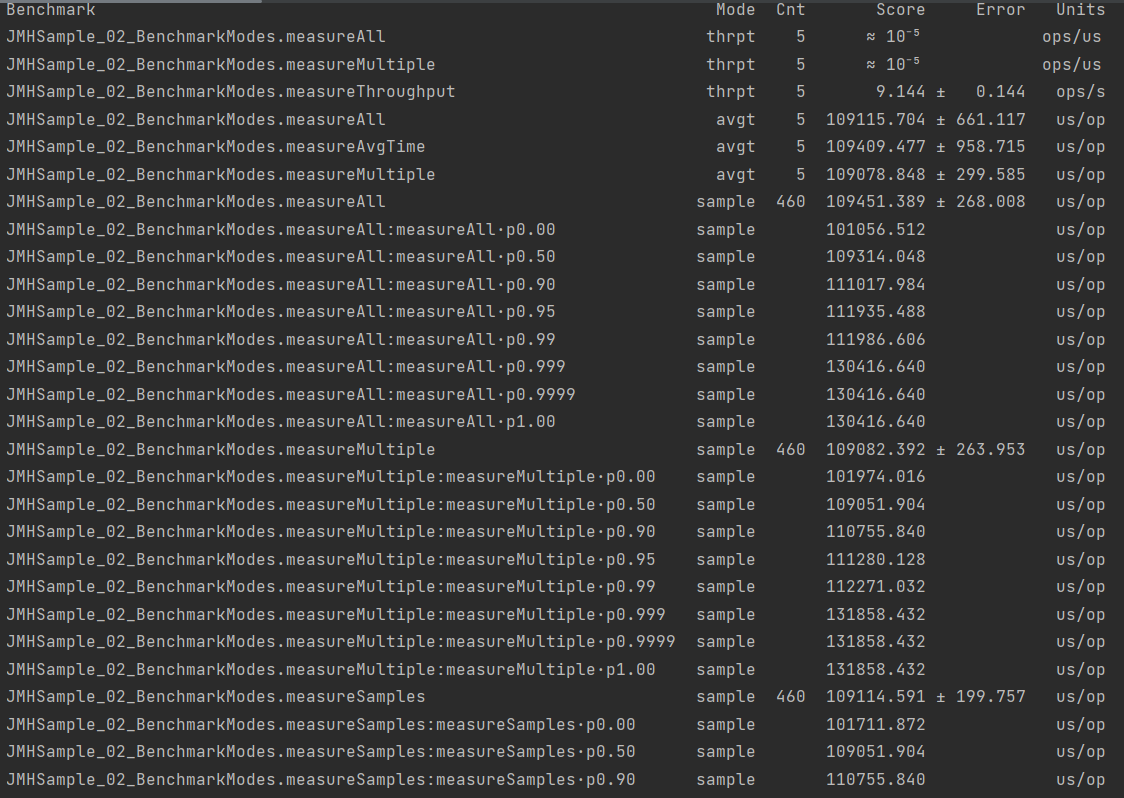 Benchmark Mode Cnt Score Error Units
JMHSample_02_BenchmarkModes.measureAll thrpt 5 ≈ 10⁻⁵ ops/us
JMHSample_02_BenchmarkModes.measureMultiple thrpt 5 ≈ 10⁻⁵ ops/us
JMHSample_02_BenchmarkModes.measureThroughput thrpt 5 9.144 ± 0.144 ops/s
JMHSample_02_BenchmarkModes.measureAll avgt 5 109115.704 ± 661.117 us/op
JMHSample_02_BenchmarkModes.measureAvgTime avgt 5 109409.477 ± 958.715 us/op
JMHSample_02_BenchmarkModes.measureMultiple avgt 5 109078.848 ± 299.585 us/op
JMHSample_02_BenchmarkModes.measureAll sample 460 109451.389 ± 268.008 us/op
JMHSample_02_BenchmarkModes.measureAll:measureAll·p0.00 sample 101056.512 us/op
JMHSample_02_BenchmarkModes.measureAll:measureAll·p0.50 sample 109314.048 us/op
JMHSample_02_BenchmarkModes.measureAll:measureAll·p0.90 sample 111017.984 us/op
JMHSample_02_BenchmarkModes.measureAll:measureAll·p0.95 sample 111935.488 us/op
JMHSample_02_BenchmarkModes.measureAll:measureAll·p0.99 sample 111986.606 us/op
JMHSample_02_BenchmarkModes.measureAll:measureAll·p0.999 sample 130416.640 us/op
JMHSample_02_BenchmarkModes.measureAll:measureAll·p0.9999 sample 130416.640 us/op
JMHSample_02_BenchmarkModes.measureAll:measureAll·p1.00 sample 130416.640 us/op
JMHSample_02_BenchmarkModes.measureMultiple sample 460 109082.392 ± 263.953 us/op
JMHSample_02_BenchmarkModes.measureMultiple:measureMultiple·p0.00 sample 101974.016 us/op
JMHSample_02_BenchmarkModes.measureMultiple:measureMultiple·p0.50 sample 109051.904 us/op
JMHSample_02_BenchmarkModes.measureMultiple:measureMultiple·p0.90 sample 110755.840 us/op
JMHSample_02_BenchmarkModes.measureMultiple:measureMultiple·p0.95 sample 111280.128 us/op
JMHSample_02_BenchmarkModes.measureMultiple:measureMultiple·p0.99 sample 112271.032 us/op
JMHSample_02_BenchmarkModes.measureMultiple:measureMultiple·p0.999 sample 131858.432 us/op
JMHSample_02_BenchmarkModes.measureMultiple:measureMultiple·p0.9999 sample 131858.432 us/op
JMHSample_02_BenchmarkModes.measureMultiple:measureMultiple·p1.00 sample 131858.432 us/op
JMHSample_02_BenchmarkModes.measureSamples sample 460 109114.591 ± 199.757 us/op
JMHSample_02_BenchmarkModes.measureSamples:measureSamples·p0.00 sample 101711.872 us/op
JMHSample_02_BenchmarkModes.measureSamples:measureSamples·p0.50 sample 109051.904 us/op
JMHSample_02_BenchmarkModes.measureSamples:measureSamples·p0.90 sample 110755.840 us/op